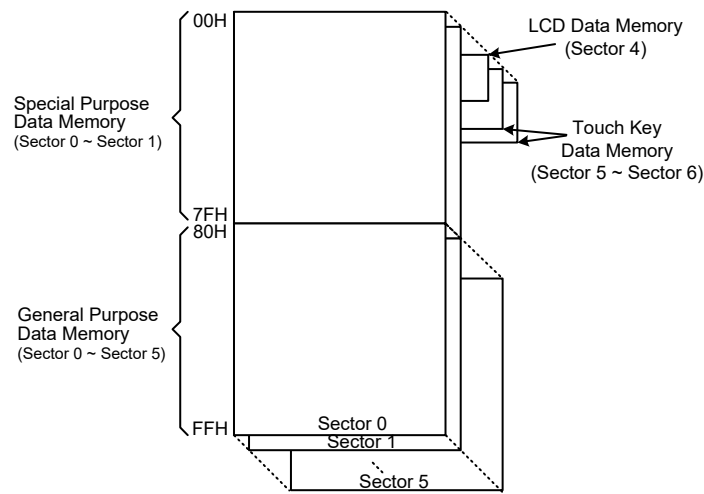 00H
LCD Data Memory
(Sector 4)
Special Purpose
Data Memory
(Sector 0 ~ Sector 1)
Touch Key
Data Memory
(Sector 5 ~ Sector 6)
7FH
80H
General Purpose
Data Memory
(Sector 0 ~ Sector 5)
FFH
Sector 0
Sector 1
Sector 5